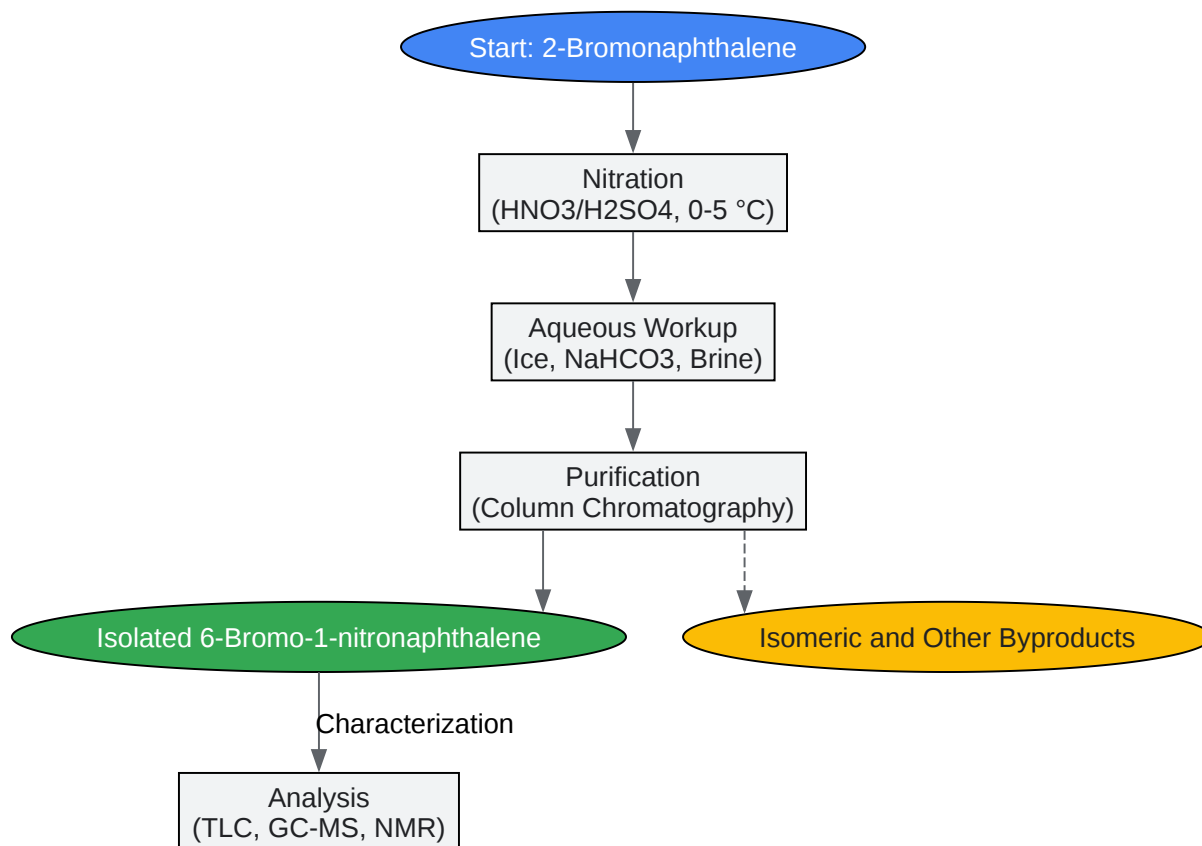 Start: 2-Bromonaphthalene
Nitration
(HNO3/H2SO4, 0-5 °C)
Aqueous Workup
(Ice, NaHCO3, Brine)
Purification
(Column Chromatography)
Isolated 6-Bromo-1-nitronaphthalene
Isomeric and Other Byproducts
Characterization
Analysis
(TLC, GC-MS, NMR)